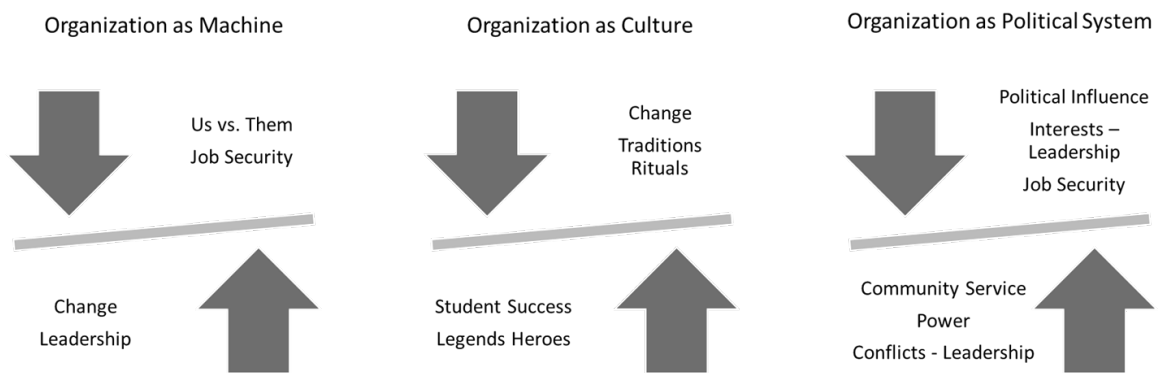 Organization as Machine
Us vs. Them
Job Security
Change
Leadership
Organization as Culture
Change
Traditions
Rituals
Student Success
Legends Heroes
Organization as Political System
Political Influence
Interests –
Leadership
Job Security
Community Service
Power
Conflicts - Leadership